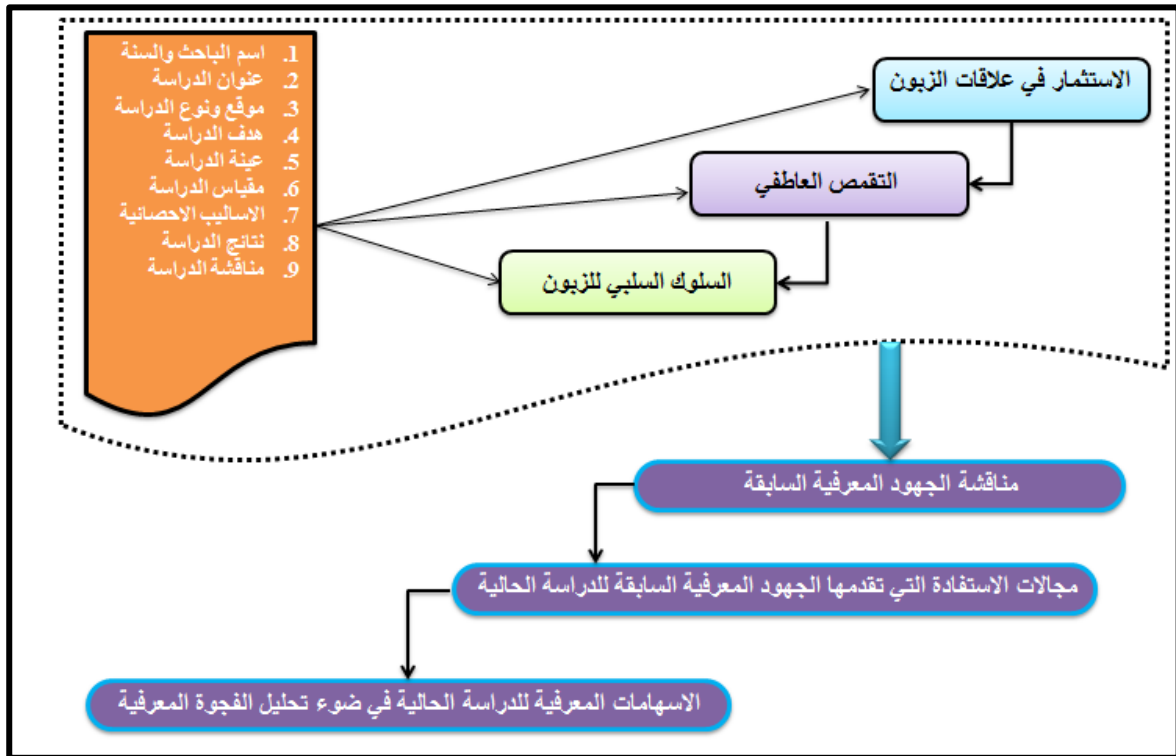 1. اسم الباحث والسنة
2. عنوان الدراسة
3. موقع ونوع الدراسة
4. هدف الدراسة
5. عينة الدراسة
6. مقياس الدراسة
7. الاساليب الاحصائية
8. نتائج الدراسة
9. مناقشة الدراسة
الاستثمار في علاقات الزبون
التقمص العاطفي
السلوك السلبي للزبون
مناقشة الجهود المعرفية السابقة
مجالات الاستفادة التي تقدمها الجهود المعرفية السابقة للدراسة الحالية
الاسهامات المعرفية للدراسة الحالية في ضوء تحليل الفجوة المعرفية